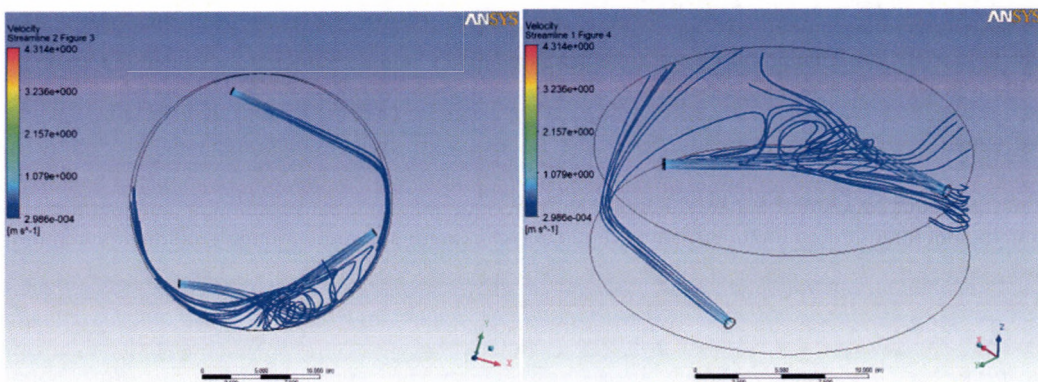 ANSYS
Velocity
Streamline 2 Figure 3
4.314e+000
3.236e+000
2.157e+000
1.079e+000
2.986e-004
[m s^-1]
Y
X
0
5.000
10.000 (m)
ANSYS
Velocity
Streamline 1 Figure 4
4.314e+000
3.236e+000
2.157e+000
1.079e+000
2.986e-004
[m s^-1]
Z
Y
0
5.000
10.000 (m)